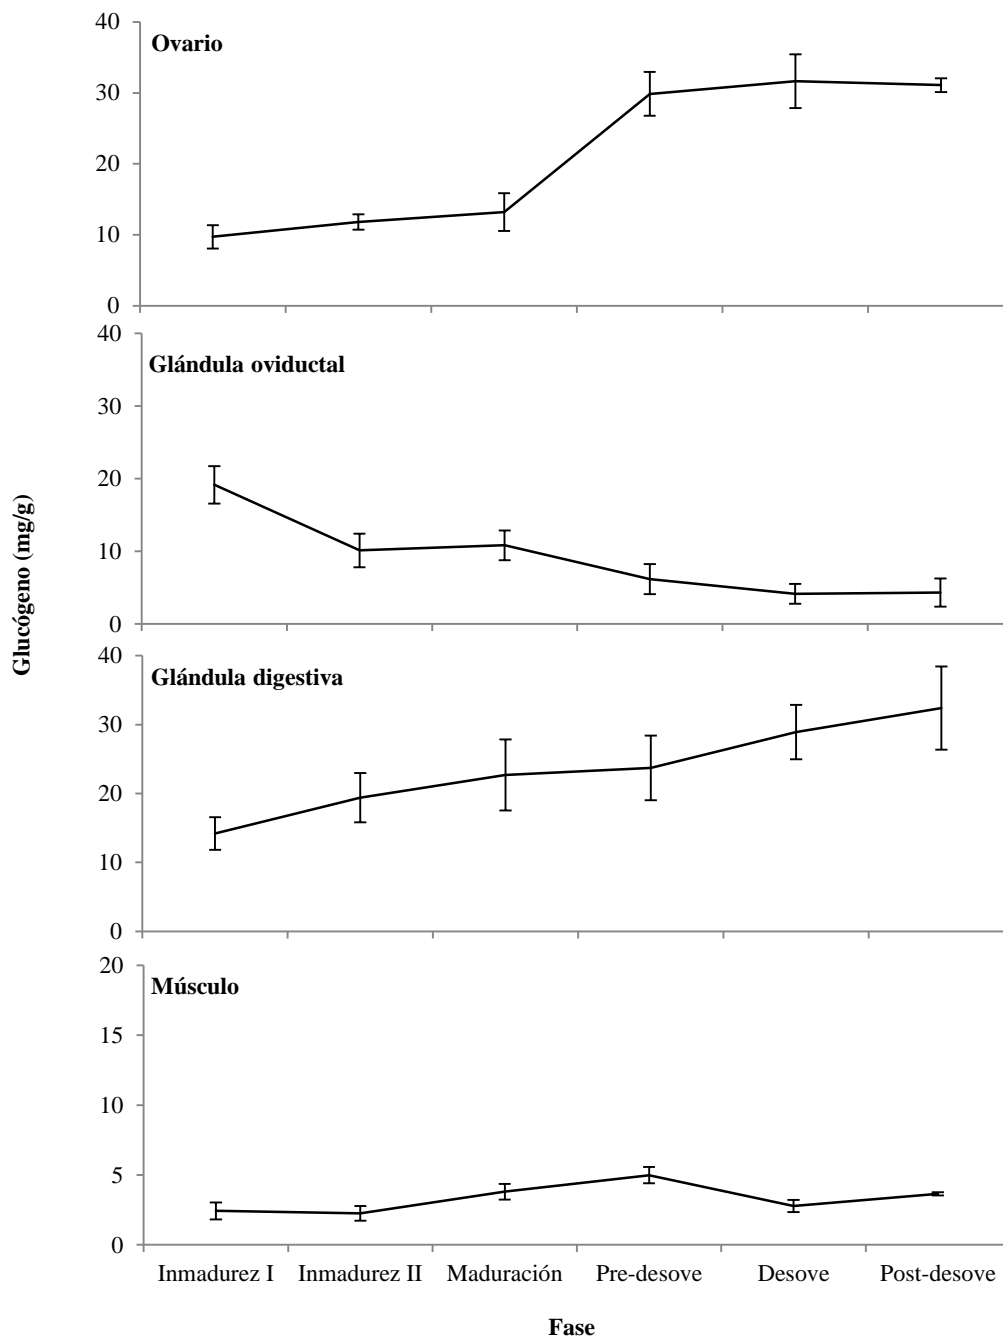 Glucógeno (mg/g)
Ovario
40
30
20
10
0
Glándula oviductal
40
30
20
10
0
Glándula digestiva
40
30
20
10
0
Músculo
20
15
10
5
0
Inmadurez I Inmadurez II Maduración Pre-desove Desove Post-desove
Fase